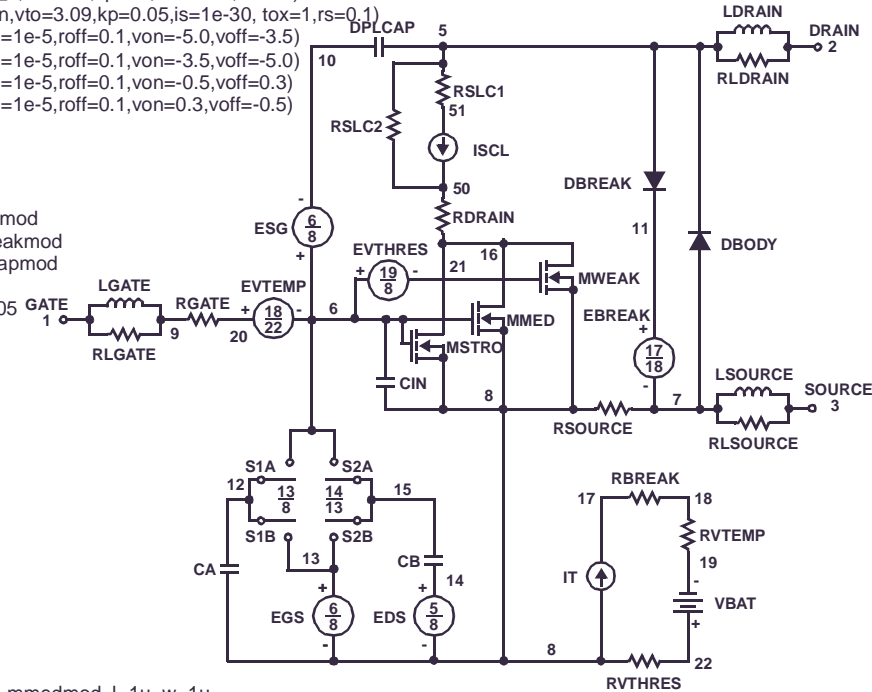 n,vto=3.09,kp=0.05,is=1e-30, tox=1,rs=0.1)
=1e-5,roff=0.1,von=-5.0,voff=-3.5)
=1e-5,roff=0.1,von=-3.5,voff=-5.0)
=1e-5,roff=0.1,von=-0.5,voff=0.3)
=1e-5,roff=0.1,von=0.3,voff=-0.5)
DPLCAP 5
10
LDRAIN
DRAIN
2
RLDRAIN
RSLC1
51
RSLC2
ISCL
50
RDRAIN
DBREAK
11
DBODY
mod
eakmod
apmod
05
ESG
-
6
8
+
EVTHRES
+ 19 -
8
21
16
MWEAK
LGATE
GATE
1
RLGATE
9
RGATE
20
EVTEMP
+ 18 -
22
6
MMED
MSTRO
CIN
8
EBREAK
+
17
18
-
7
RSOURCE
LSOURCE
SOURCE
3
RLSOURCE
S1A
S2A
12
13
8
14
13
15
S1B
S2B
13
CA
CB
14
+
EGS
6
8
-
+
EDS
5
8
-
RBREAK
17
18
RVTEMP
19
-
IT
VBAT
+
8
22
RVTHRES
mmedmod l=1u w=1u